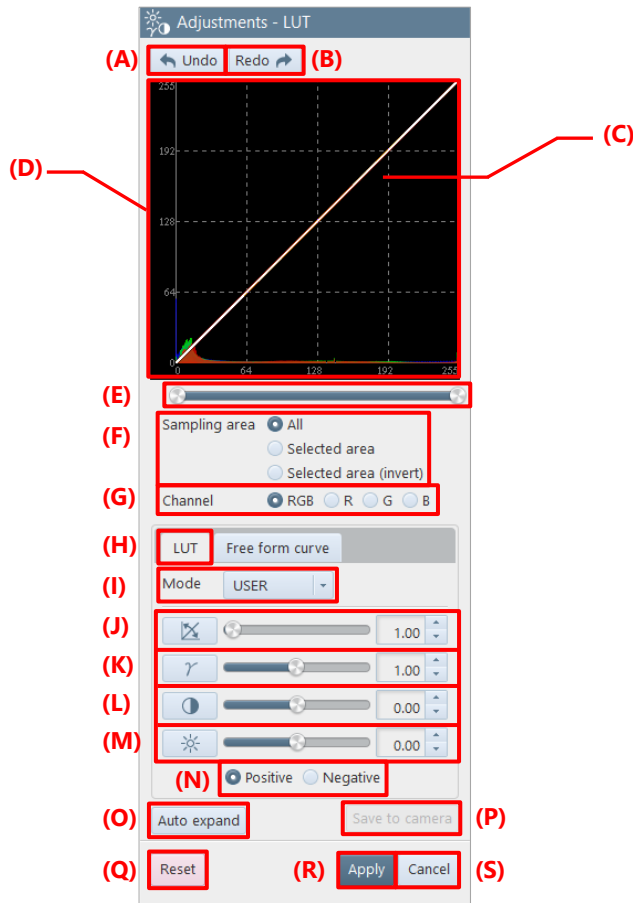 Adjustments - LUT
(A) Undo Redo (B)
255
192
128
64
0
0 64 128 192 255
(C)
(D)
(E)
(F) Sampling area All
Selected area
Selected area (invert)
(G) Channel RGB R G B
(H) LUT Free form curve
(I) Mode USER
(J) 1.00
(K) γ 1.00
(L) 0.00
(M) 0.00
(N) Positive Negative
(O) Auto expand Save to camera (P)
(Q) Reset (R) Apply Cancel (S)